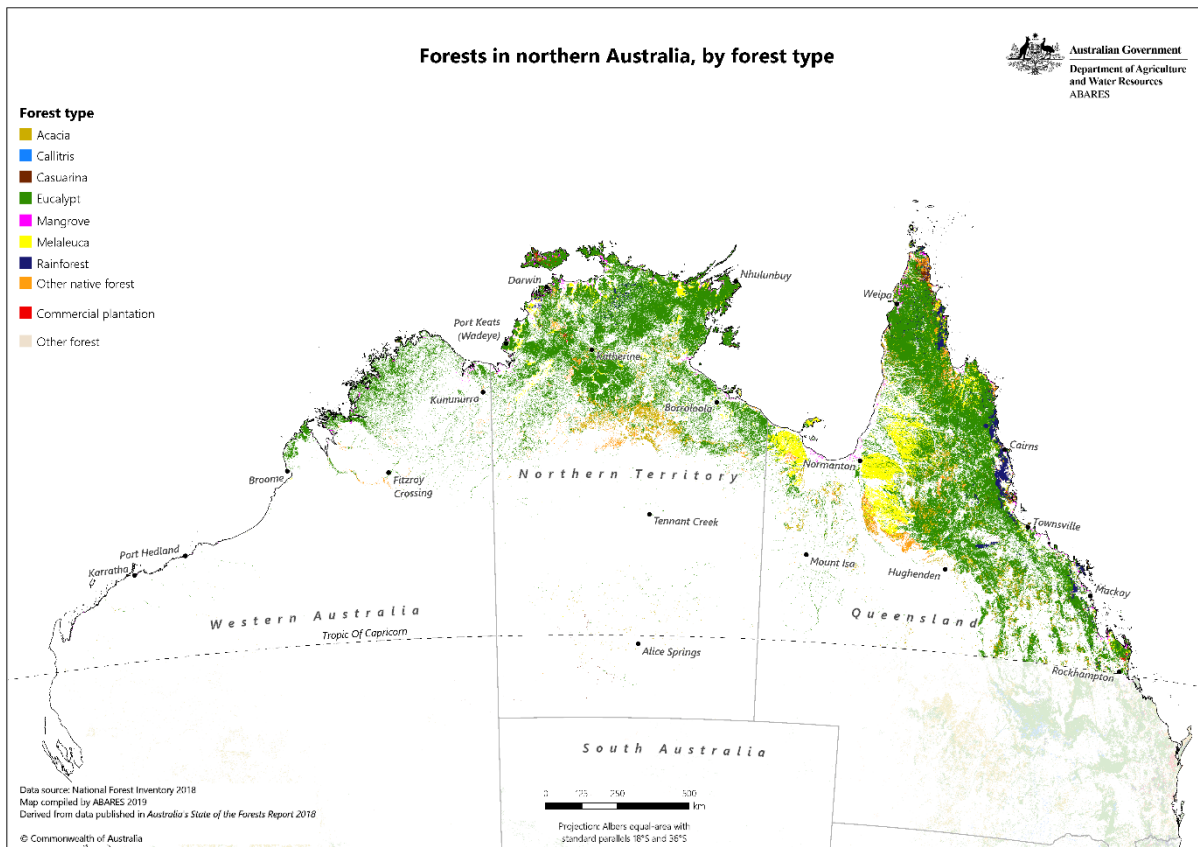 Forests in northern Australia, by forest type
Australian Government
Department of Agriculture
and Water Resources
ABARES
Forest type
Acacia
Callitris
Casuarina
Eucalypt
Mangrove
Melaleuca
Rainforest
Other native forest
Commercial plantation
Other forest
Darwin
Nhulunbuy
Weipa
Port Keats
(Wadeye)
Katherine
Kununurra
Borroloola
Cairns
Normanton
Broome
Fitzroy
Crossing
Northern Territory
Tennant Creek
Townsville
Port Hedland
Karratha
Mount Isa
Hughenden
Mackay
Western Australia
Queensland
Tropic Of Capricorn
Alice Springs
Rockhampton
South Australia
Data source: National Forest Inventory 2018
Map compiled by ABARES 2019
Derived from data published in Australia's State of the Forests Report 2018
© Commonwealth of Australia
0 125 250 500
km
Projection: Albers equal-area with
standard parallels 18°S and 36°S